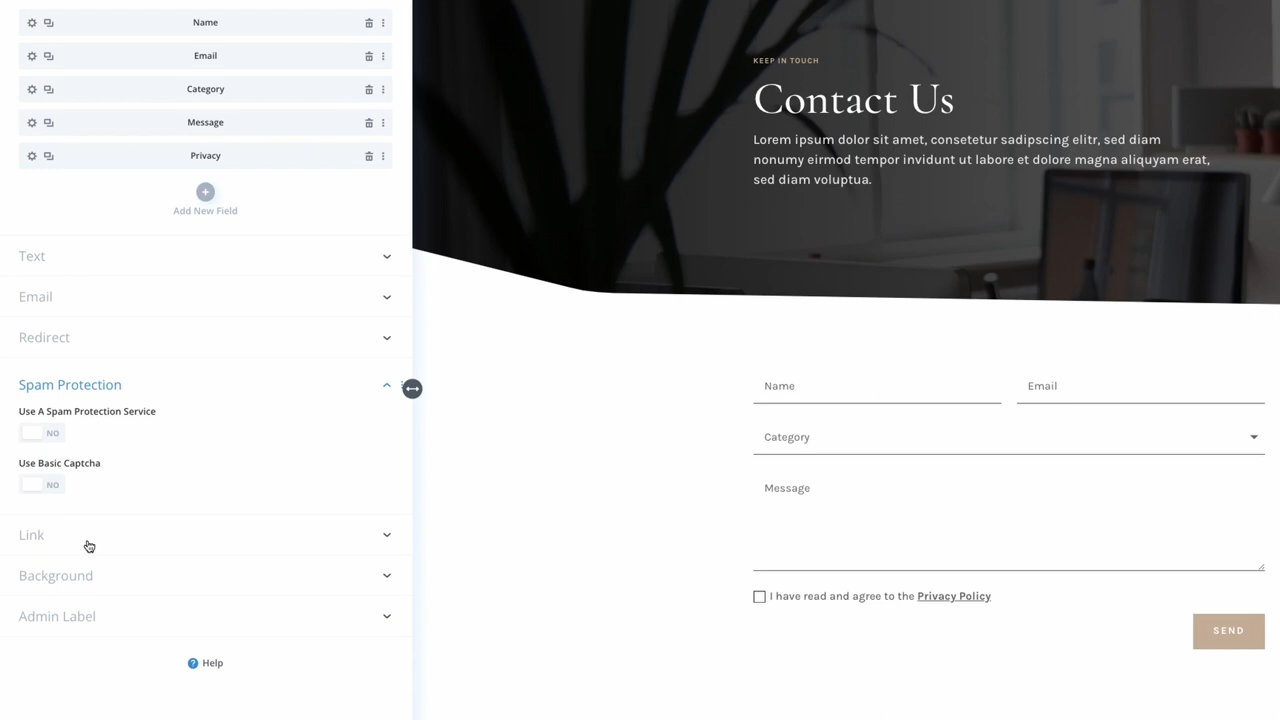 Name
Email
Category
Message
Privacy
Add New Field
Text
Email
Redirect
Spam Protection
Use A Spam Protection Service
NO
Use Basic Captcha
NO
Link
Background
Admin Label
Help
KEEP IN TOUCH
Contact Us
Lorem ipsum dolor sit amet, consetetur sadipscing elitr, sed diam
nonumy eirmod tempor invidunt ut labore et dolore magna aliquyam erat,
sed diam voluptua.
Name
Email
Category
Message
I have read and agree to the Privacy Policy
SEND